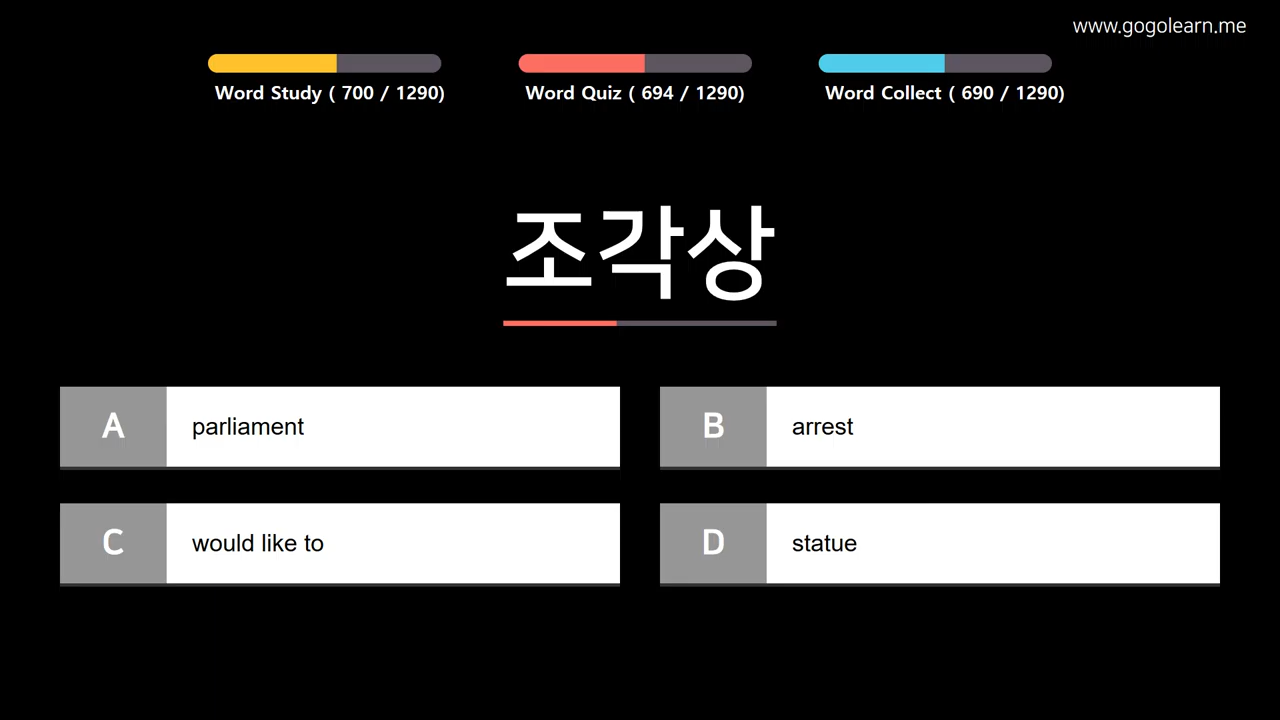 www.gogolearn.me
Word Study ( 700 / 1290)
Word Quiz ( 694 / 1290)
Word Collect ( 690 / 1290)
조각상
A parliament
B arrest
C would like to
D statue